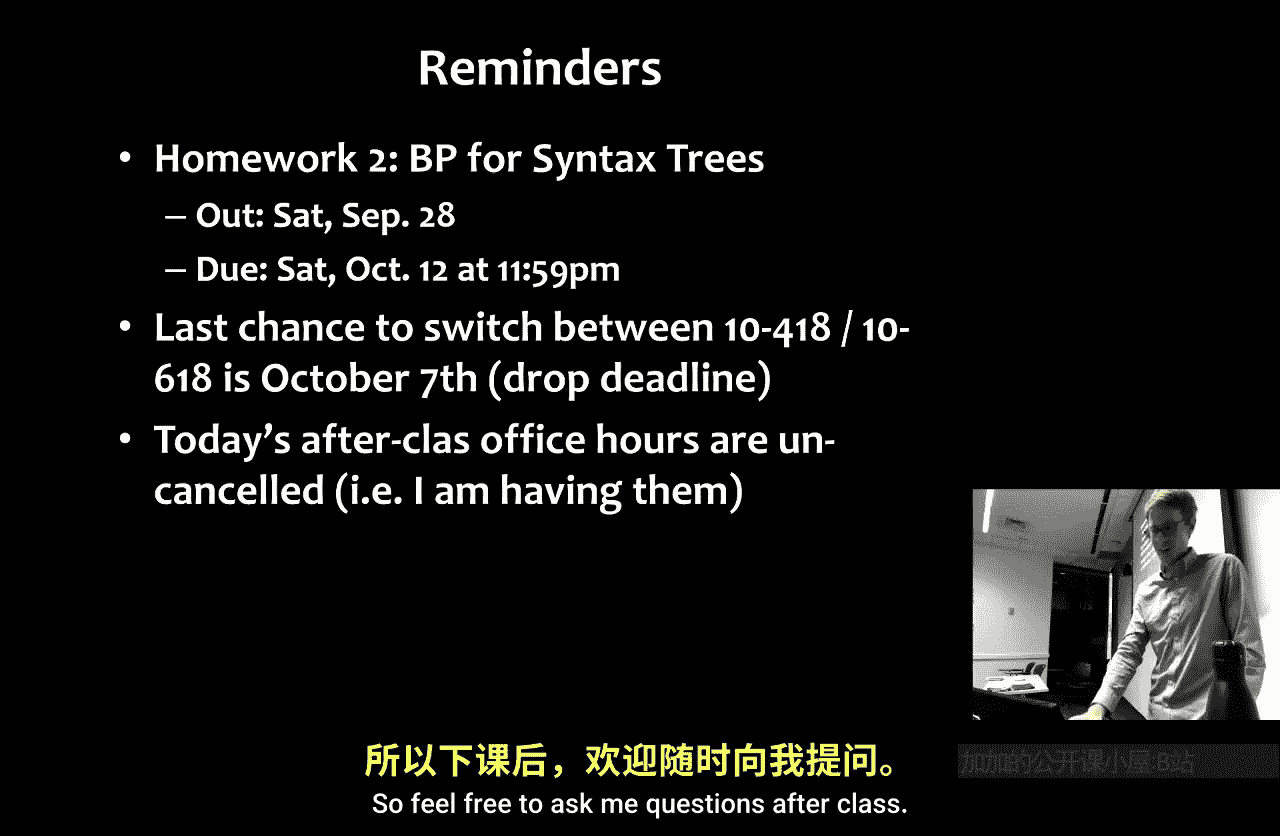 Reminders
• Homework 2: BP for Syntax Trees
– Out: Sat, Sep. 28
– Due: Sat, Oct. 12 at 11:59pm
• Last chance to switch between 10-418 / 10-
618 is October 7th (drop deadline)
• Today's after-clas office hours are un-
cancelled (i.e. I am having them)
所以下课后，欢迎随时向我提问。
加加的公开课小屋:B站
So feel free to ask me questions after class.